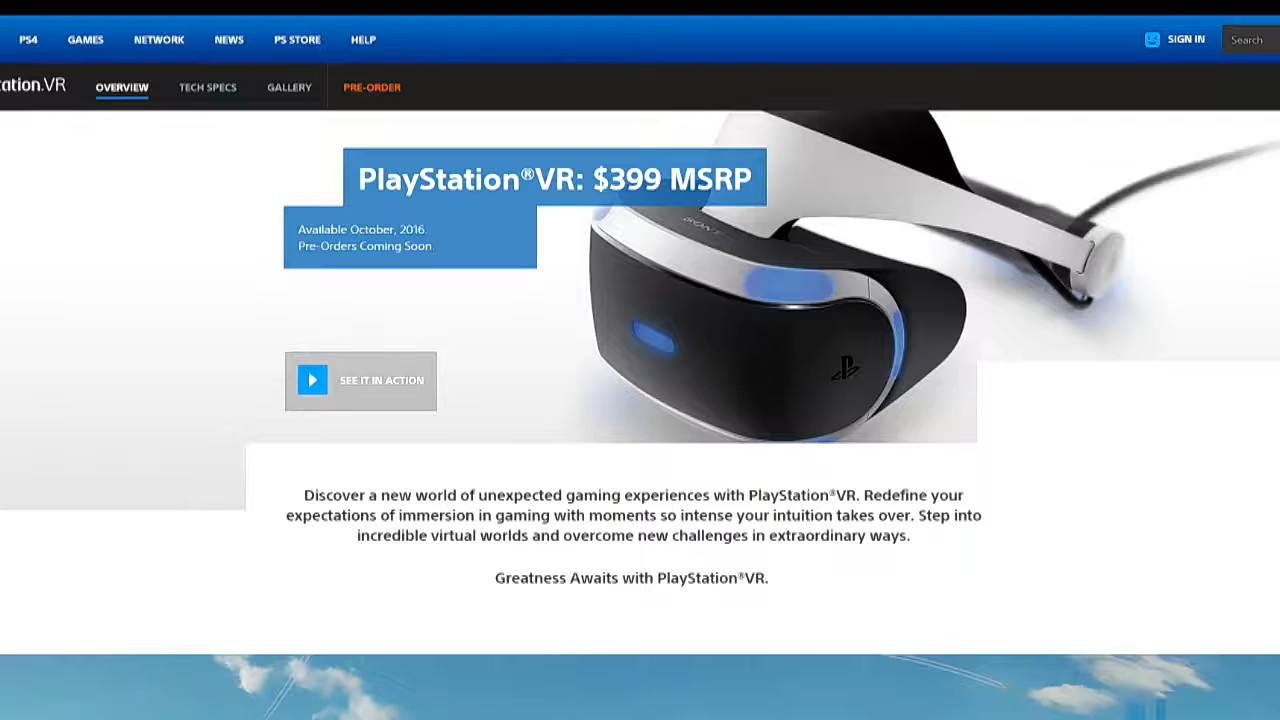 PS4 GAMES NETWORK NEWS PS STORE HELP SIGN IN Search
ation.VR OVERVIEW TECH SPECS GALLERY PRE-ORDER
PlayStation®VR: $399 MSRP
Available October, 2016.
Pre-Orders Coming Soon.
SONY
SEE IT IN ACTION
Discover a new world of unexpected gaming experiences with PlayStation®VR. Redefine your
expectations of immersion in gaming with moments so intense your intuition takes over. Step into
incredible virtual worlds and overcome new challenges in extraordinary ways.
Greatness Awaits with PlayStation®VR.